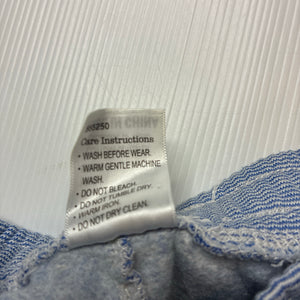 Care Instructions
• WASH BEFORE WEAR.
• WARM GENTLE MACHINE
WASH.
• DO NOT BLEACH.
• DO NOT TUMBLE DRY.
• WARM IRON.
• DO NOT DRY CLEAN.